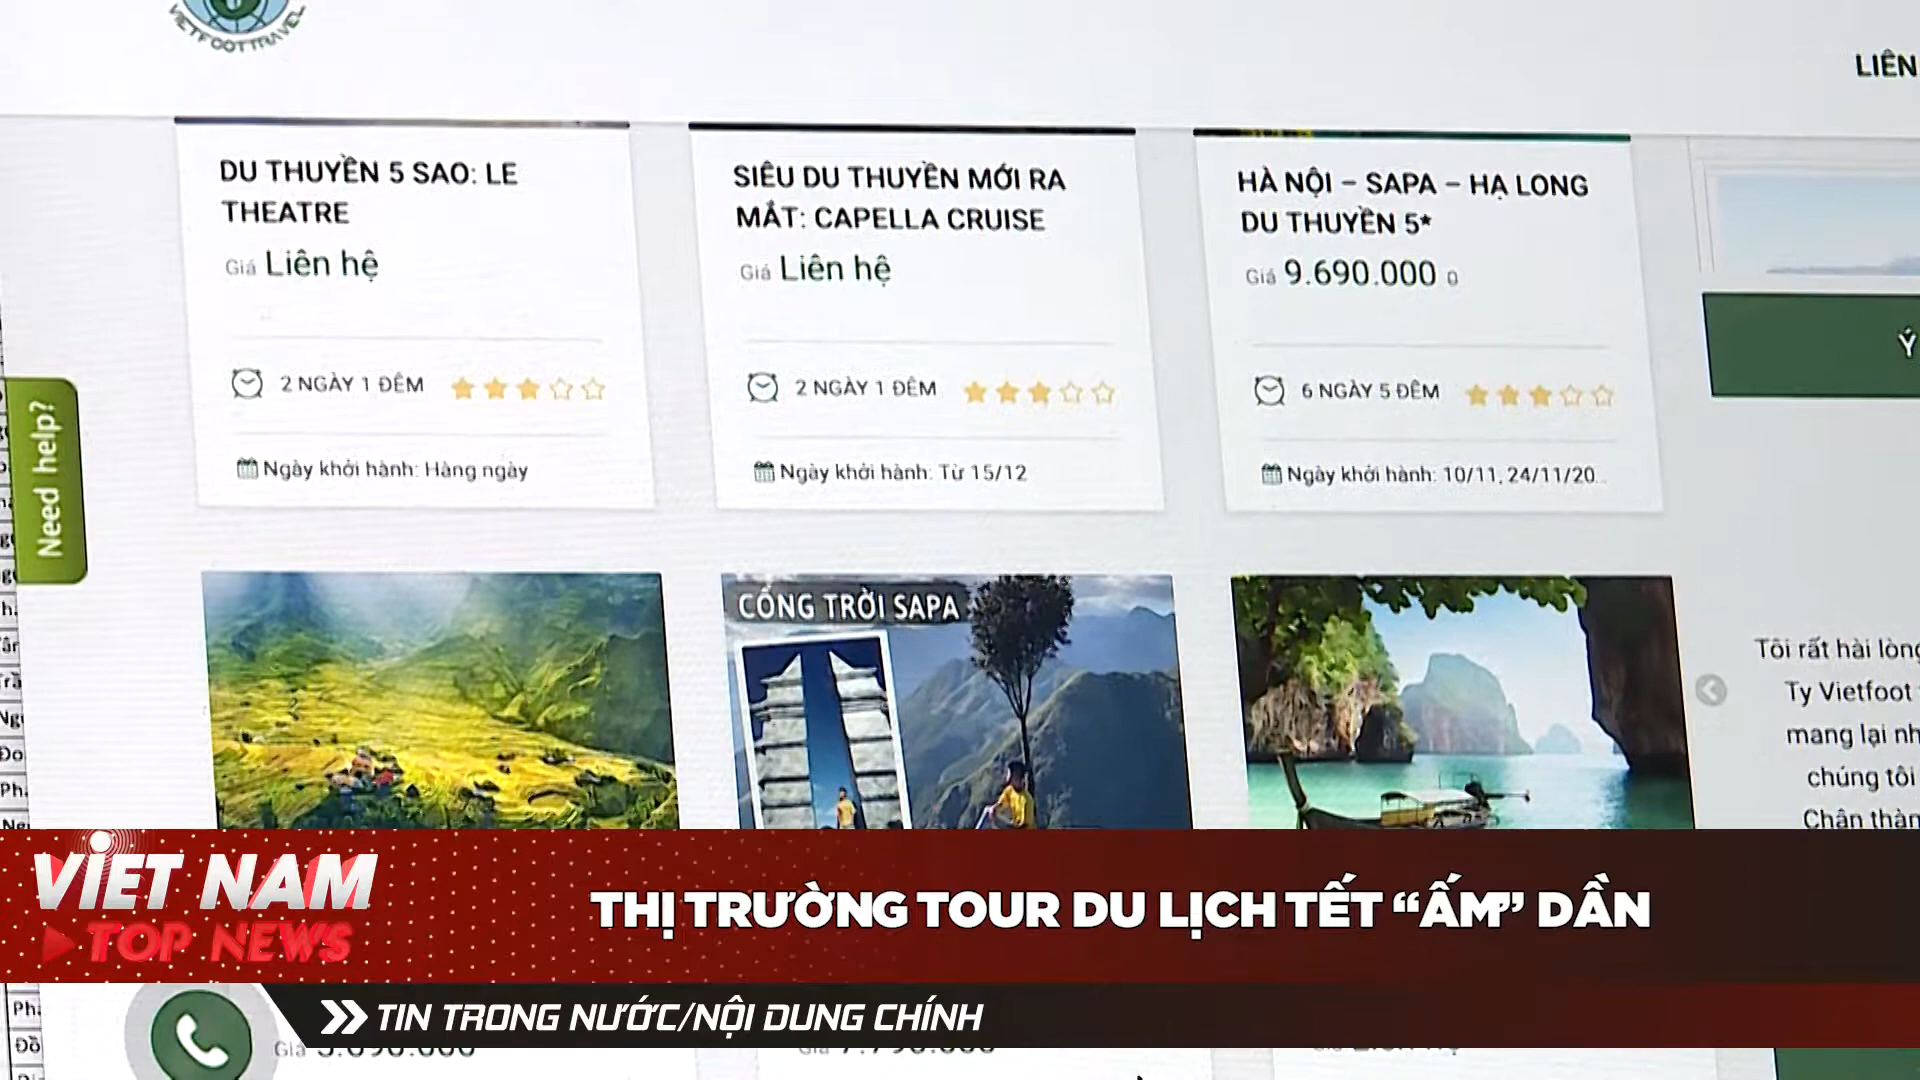 VIETFOOTTRAVEL
LIÊN
DU THUYỀN 5 SAO: LE
THEATRE
Giá Liên hệ
2 NGÀY 1 ĐÊM
Ngày khởi hành: Hàng ngày
SIÊU DU THUYỀN MỚI RA
MẮT: CAPELLA CRUISE
Giá Liên hệ
2 NGÀY 1 ĐÊM
Ngày khởi hành: Từ 15/12
HÀ NỘI – SAPA – HẠ LONG
DU THUYỀN 5*
Giá 9.690.000 Đ
6 NGÀY 5 ĐÊM
Ngày khởi hành: 10/11, 24/11/20...
Ý
Need help?
CỔNG TRỜI SAPA
Tôi rất hài lòng
Ty Vietfoot
mang lại nh
chúng tôi
Chân thàn
VIET NAM
TOP NEWS
THỊ TRƯỜNG TOUR DU LỊCH TẾT “ẤM” DẦN
TIN TRONG NƯỚC/NỘI DUNG CHÍNH
Giá